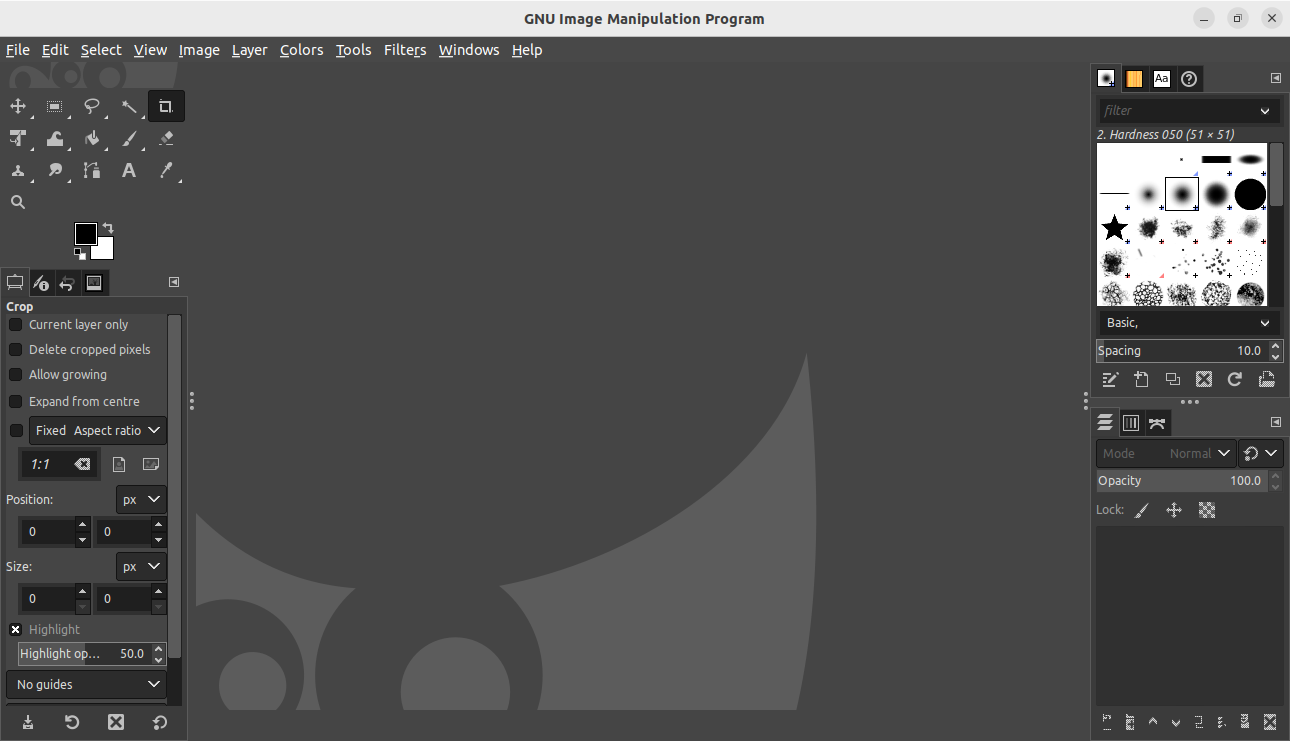 GNU Image Manipulation Program
File Edit Select View Image Layer Colors Tools Filters Windows Help
Aa
filter
2. Hardness 050 (51 × 51)
Basic,
Spacing 10.0
Crop
Current layer only
Delete cropped pixels
Allow growing
Expand from centre
Fixed Aspect ratio
1:1
Position: px
0 0
Size: px
0 0
Highlight
Highlight op... 50.0
No guides
Mode Normal
Opacity 100.0
Lock: